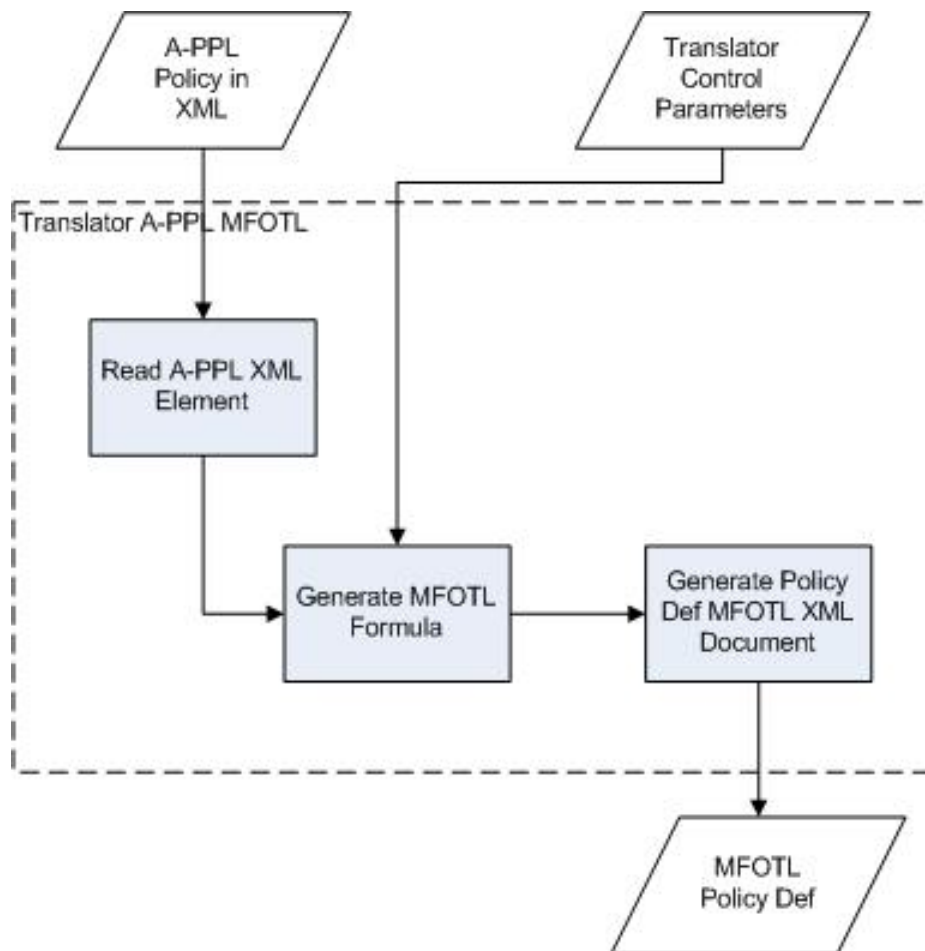 A-PPL
Policy in
XML
Translator
Control
Parameters
Translator A-PPL MFOTL
Read A-PPL XML
Element
Generate MFOTL
Formula
Generate Policy
Def MFOTL XML
Document
MFOTL
Policy Def